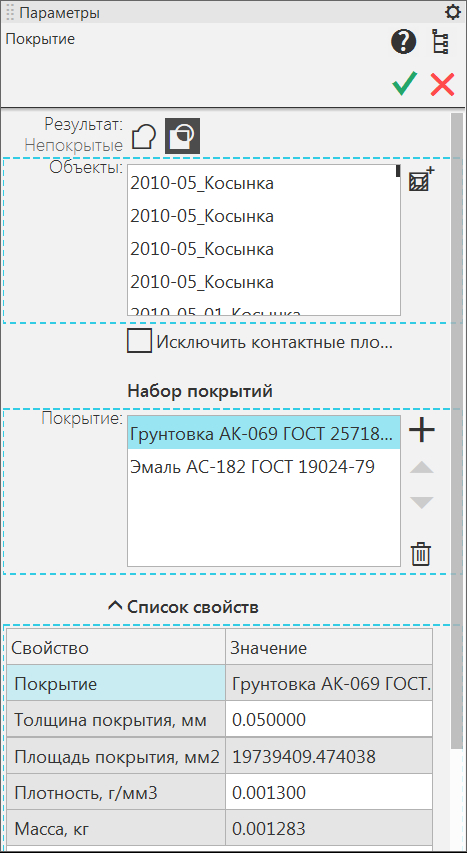 Параметры
Покрытие
?
Результат:
Непокрытые
Объекты:
2010-05_Косынка
2010-05_Косынка
2010-05_Косынка
2010-05_Косынка
2010-05-01_Косынка
Исключить контактные пло...
Набор покрытий
Покрытие:
Грунтовка АК-069 ГОСТ 25718...
Эмаль АС-182 ГОСТ 19024-79
Список свойств
Свойство Значение
Покрытие Грунтовка АК-069 ГОСТ.
Толщина покрытия, мм 0.050000
Площадь покрытия, мм2 19739409.474038
Плотность, г/мм3 0.001300
Масса, кг 0.001283